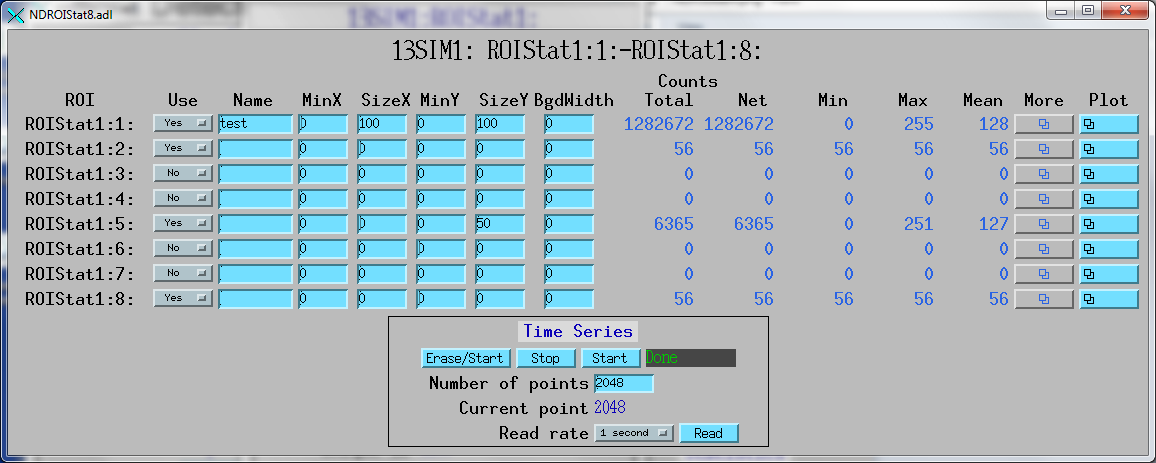 NDROIStat8.adl
13SIM1: ROIStat1:1:-ROIStat1:8:
Counts
ROI Use Name MinX SizeX MinY SizeY BgdWidth Total Net Min Max Mean More Plot
ROIStat1:1: Yes test 0 100 0 100 0 1282672 1282672 0 255 128
ROIStat1:2: Yes 0 0 0 0 0 56 56 56 56 56
ROIStat1:3: No 0 0 0 0 0 0 0 0 0 0
ROIStat1:4: No 0 0 0 0 0 0 0 0 0 0
ROIStat1:5: Yes 0 0 0 50 0 6365 6365 0 251 127
ROIStat1:6: No 0 0 0 0 0 0 0 0 0 0
ROIStat1:7: No 0 0 0 0 0 0 0 0 0 0
ROIStat1:8: Yes 0 0 0 0 0 56 56 56 56 56
Time Series
Erase/Start Stop Start Done
Number of points 2048
Current point 2048
Read rate 1 second Read